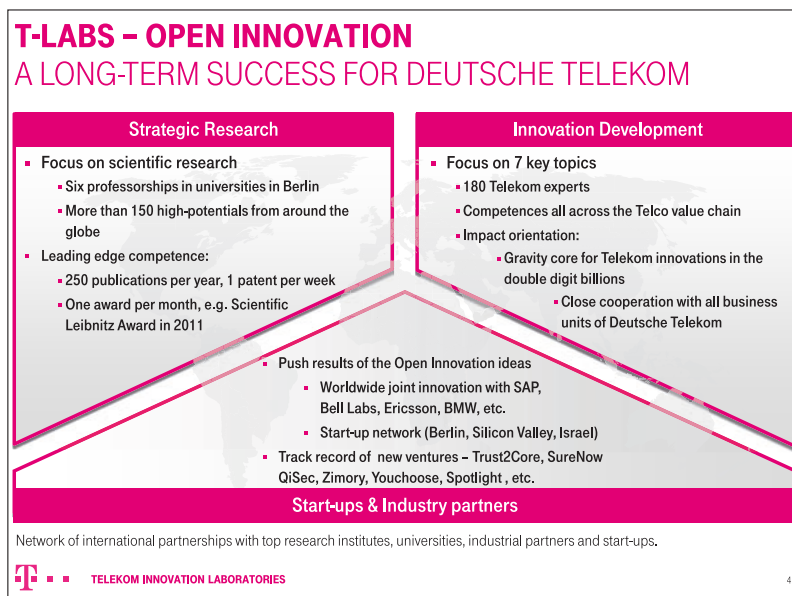 T-LABS – OPEN INNOVATION
A LONG-TERM SUCCESS FOR DEUTSCHE TELEKOM
Strategic Research
Focus on scientific research
Six professorships in universities in Berlin
More than 150 high-potentials from around the
globe
Leading edge competence:
250 publications per year, 1 patent per week
One award per month, e.g. Scientific
Leibnitz Award in 2011
Innovation Development
Focus on 7 key topics
180 Telekom experts
Competences all across the Telco value chain
Impact orientation:
Gravity core for Telekom innovations in the
double digit billions
Close cooperation with all business
units of Deutsche Telekom
Push results of the Open Innovation ideas
Worldwide joint innovation with SAP,
Bell Labs, Ericsson, BMW, etc.
Start-up network (Berlin, Silicon Valley, Israel)
Track record of new ventures – Trust2Core, SureNow
QiSec, Zimory, Youchoose, Spotlight , etc.
Start-ups & Industry partners
Network of international partnerships with top research institutes, universities, industrial partners and start-ups.
T TELEKOM INNOVATION LABORATORIES
4